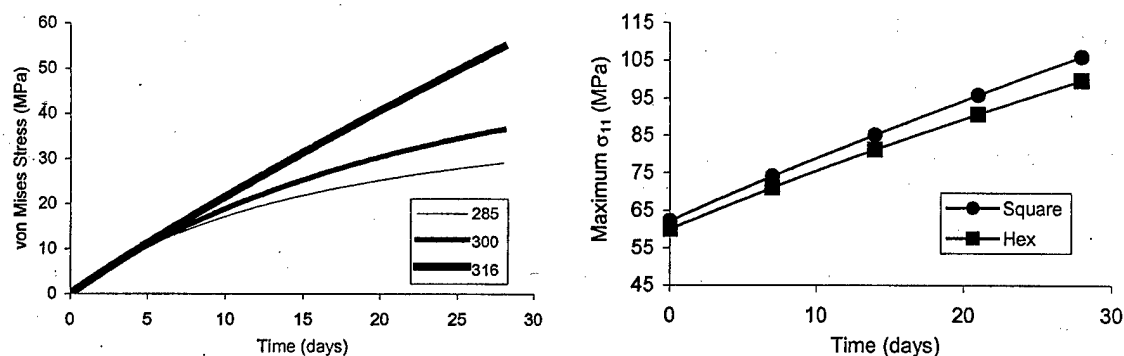 von Mises Stress (MPa)
60
50
40
30
20
10
0
0 5 10 15 20 25 30
Time (days)
285
300
316
Maximum σ₁₁ (MPa)
115
105
95
85
75
65
55
45
0 10 20 30
Time (days)
Square
Hex